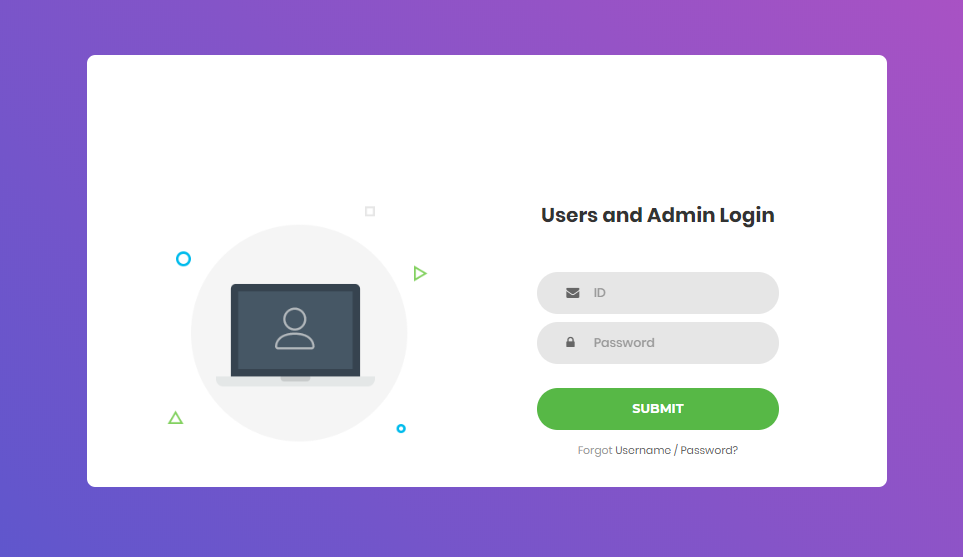 Users and Admin Login
ID
Password
SUBMIT
Forgot Username / Password?